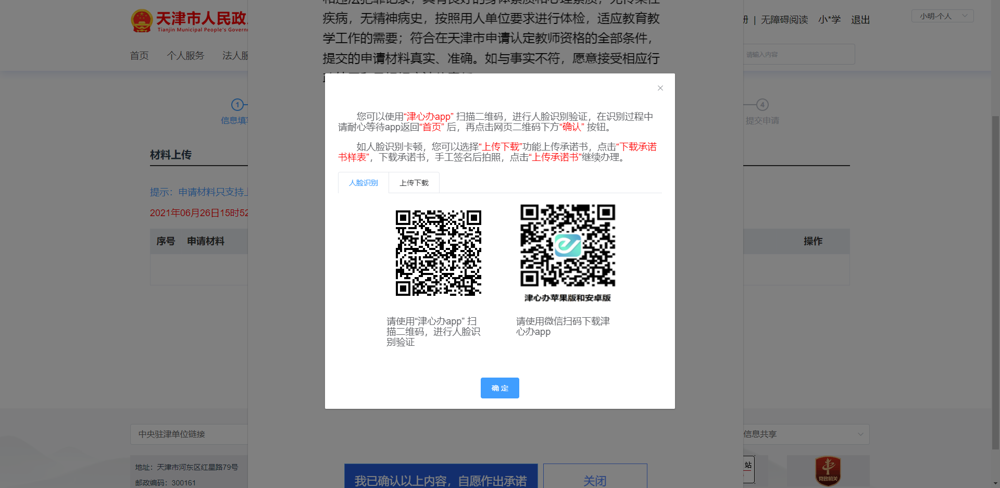 天津市人民政
Tianjin Municipal People's Govern
首页 个人服务 法人服
册 | 无障碍阅读 小*学 退出
小明-个人
请输入内容
疾病，无精神病史，按照用人单位要求进行体检，适应教育教
学工作的需要；符合在天津市申请认定教师资格的全部条件，
提交的申请材料真实、准确。如与事实不符，愿意接受相应行
1
信息填写
4
提交申请
材料上传
提示：申请材料只支持上
2021年06月26日15时52
序号 申请材料
操作
您可以使用“津心办app” 扫描二维码，进行人脸识别验证，在识别过程中
请耐心等待app返回“首页” 后，再点击网页二维码下方“确认” 按钮。
如人脸识别卡顿，您可以选择“上传下载”功能上传承诺书，点击“下载承诺
书样表”，下载承诺书，手工签名后拍照，点击“上传承诺书”继续办理。
人脸识别 上传下载
津心办苹果版和安卓版
请使用“津心办app” 扫
描二维码，进行人脸识
别验证
请使用微信扫码下载津
心办app
确 定
中央驻津单位链接
信息共享
地址：天津市河东区红星路79号
邮政编码：300161
我已确认以上内容，自愿作出承诺
关闭
站
党政机关